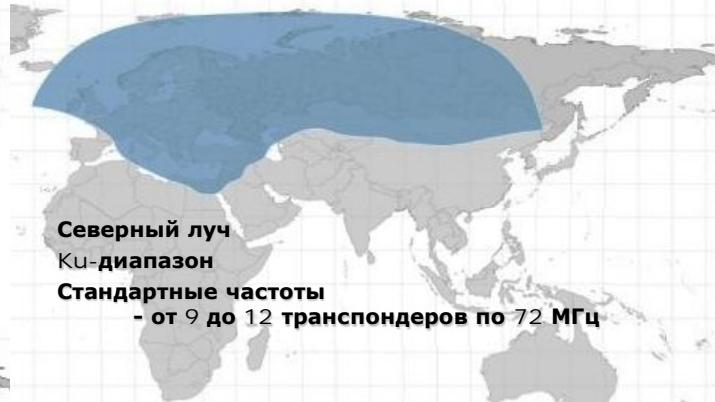 Северный луч
Ku-диапазон
Стандартные частоты
- от 9 до 12 транспондеров по 72 МГц